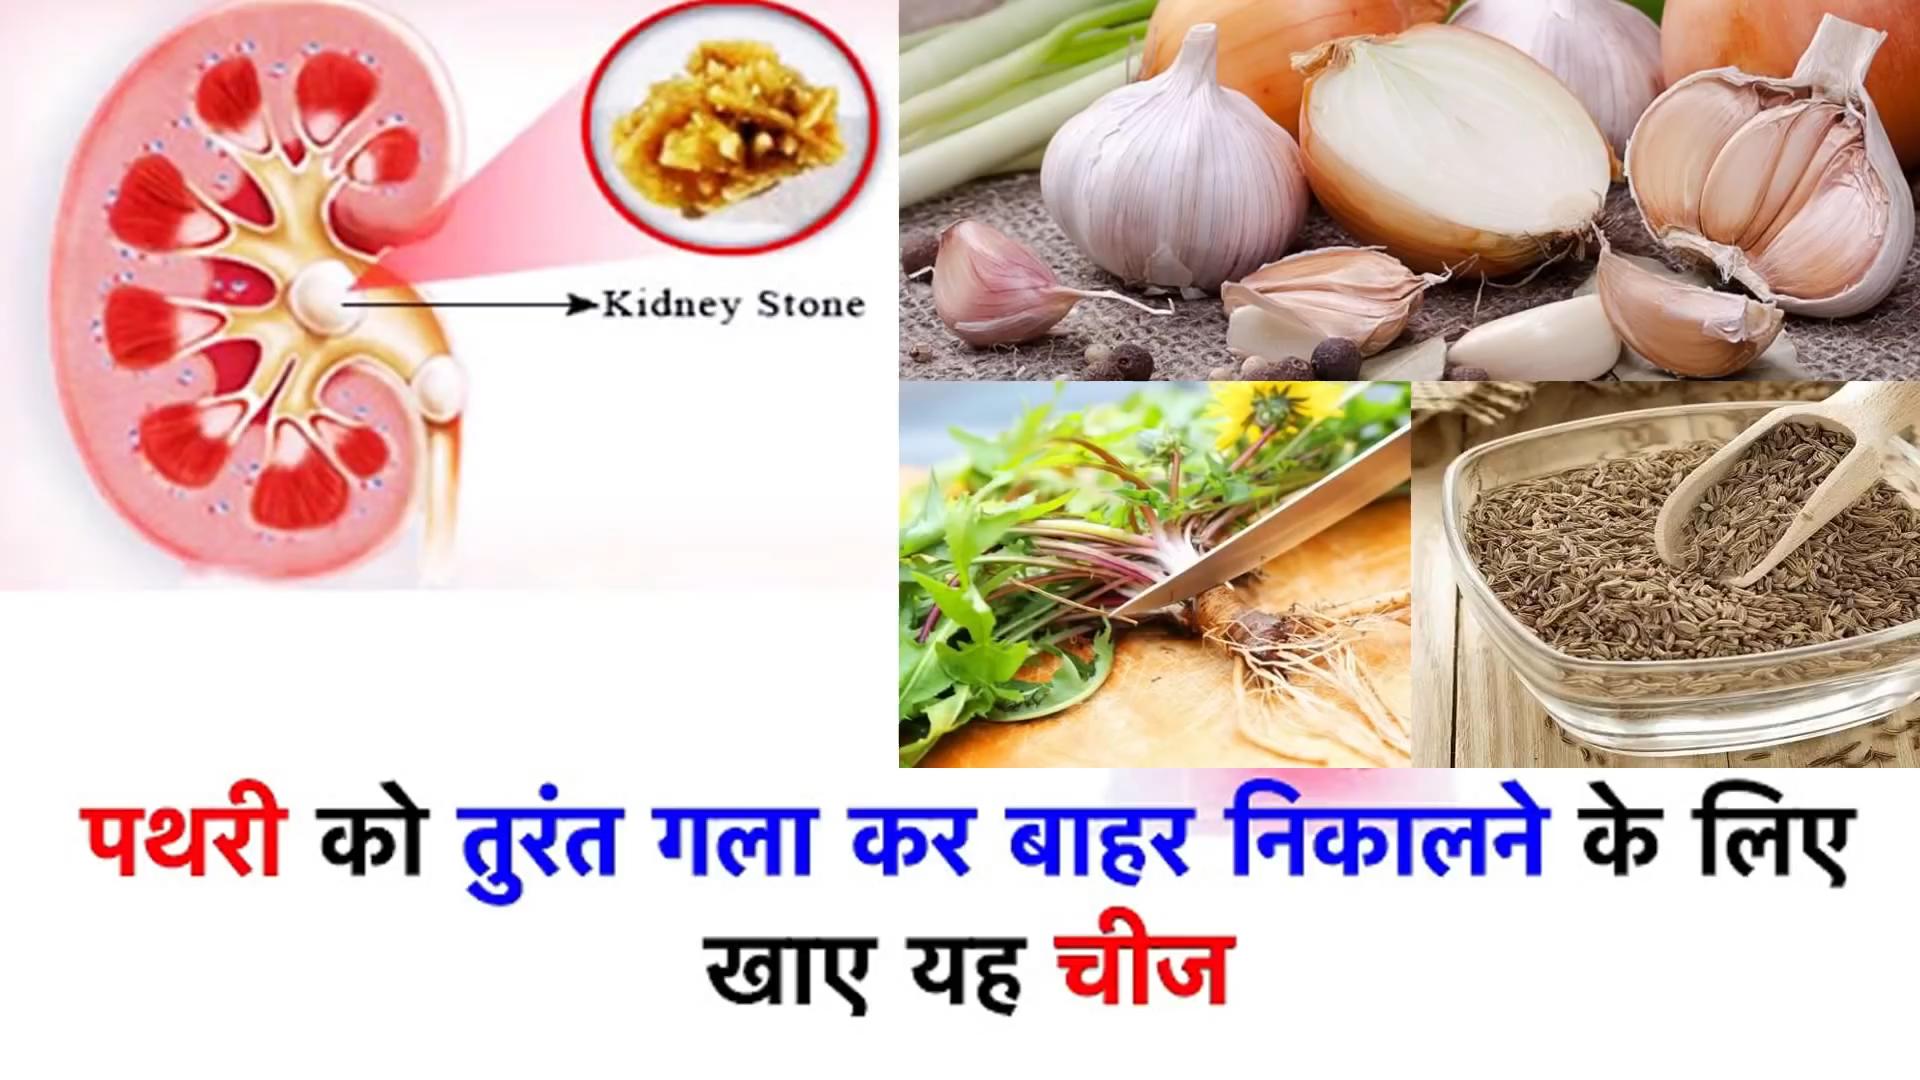 Kidney Stone
पथरी को तुरंत गला कर बाहर निकालने के लिए
खाए यह चीज